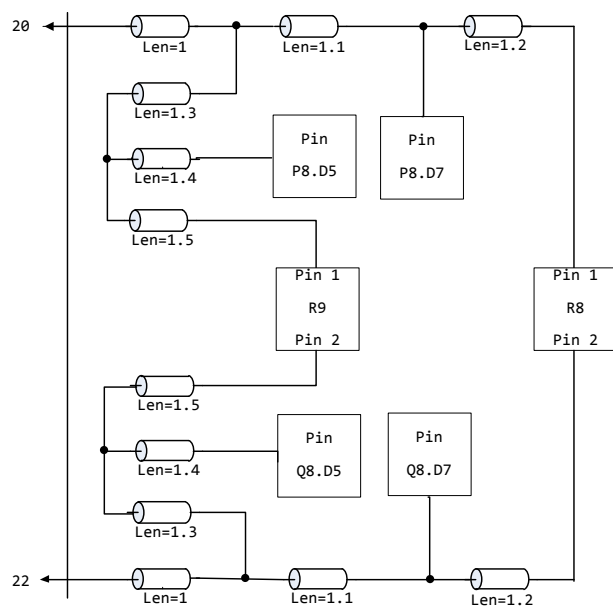 20
Len=1
Len=1.1
Len=1.2
Len=1.3
Pin
P8.D5
Pin
P8.D7
Len=1.4
Len=1.5
Pin 1
R9
Pin 2
Pin 1
R8
Pin 2
Len=1.5
Pin
Q8.D5
Pin
Q8.D7
Len=1.4
Len=1.3
22
Len=1
Len=1.1
Len=1.2